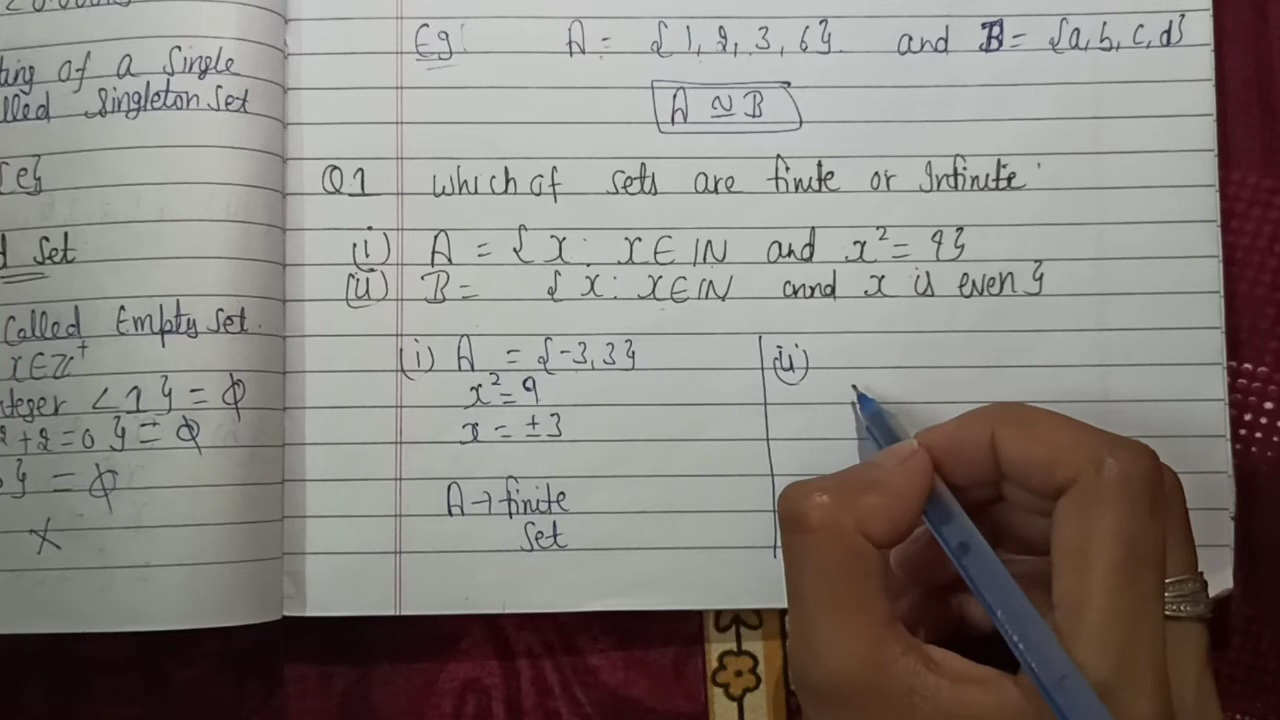 ting of a Single
lled Singleton Set
Set
Called Empty Set.
x∈Z⁺
teger < 1 } = ϕ
2 + 2 = 0 } = ϕ
} = ϕ
X
Eg: A = {1, 2, 3, 6} and B = {a, b, c, d}
A ≃ B
Q1 which of sets are finite or Infinite
(i) A = { x : x∈IN and x² = 9}
(ii) B = { x : x∈IN annd x is even }
(i) A = {-3, 3}
x² = 9
x = ±3
A → finite
Set
(ii)